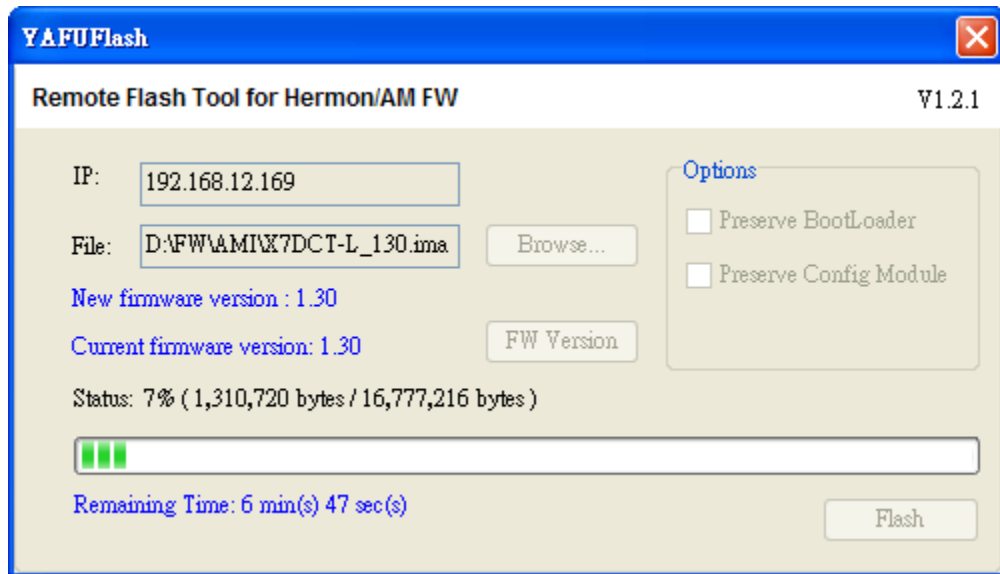 YAFUFlash
Remote Flash Tool for Hermon/AM FW
V1.2.1
IP:
192.168.12.169
File:
D:\FW\AMI\X7DCT-L_130.ima
Browse...
New firmware version : 1.30
Current firmware version: 1.30
FW Version
Options
Preserve BootLoader
Preserve Config Module
Status: 7% ( 1,310,720 bytes / 16,777,216 bytes )
Remaining Time: 6 min(s) 47 sec(s)
Flash